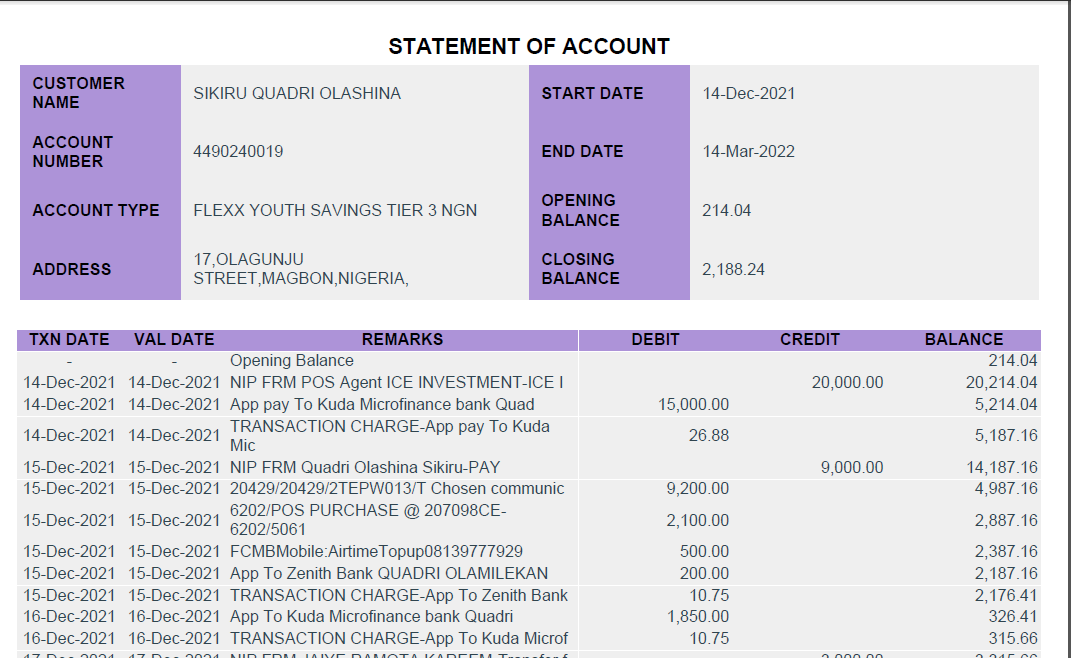 STATEMENT OF ACCOUNT
CUSTOMER NAME SIKIRU QUADRI OLASHINA START DATE 14-Dec-2021
ACCOUNT NUMBER 4490240019 END DATE 14-Mar-2022
ACCOUNT TYPE FLEXX YOUTH SAVINGS TIER 3 NGN OPENING BALANCE 214.04
ADDRESS 17,OLAGUNJU STREET,MAGBON,NIGERIA, CLOSING BALANCE 2,188.24
TXN DATE VAL DATE REMARKS DEBIT CREDIT BALANCE
- - Opening Balance 214.04
14-Dec-2021 14-Dec-2021 NIP FRM POS Agent ICE INVESTMENT-ICE I 20,000.00 20,214.04
14-Dec-2021 14-Dec-2021 App pay To Kuda Microfinance bank Quad 15,000.00 5,214.04
14-Dec-2021 14-Dec-2021 TRANSACTION CHARGE-App pay To Kuda Mic 26.88 5,187.16
15-Dec-2021 15-Dec-2021 NIP FRM Quadri Olashina Sikiru-PAY 9,000.00 14,187.16
15-Dec-2021 15-Dec-2021 20429/20429/2TEPW013/T Chosen communic 9,200.00 4,987.16
15-Dec-2021 15-Dec-2021 6202/POS PURCHASE @ 207098CE-6202/5061 2,100.00 2,887.16
15-Dec-2021 15-Dec-2021 FCMBMobile:AirtimeTopup08139777929 500.00 2,387.16
15-Dec-2021 15-Dec-2021 App To Zenith Bank QUADRI OLAMILEKAN 200.00 2,187.16
15-Dec-2021 15-Dec-2021 TRANSACTION CHARGE-App To Zenith Bank 10.75 2,176.41
16-Dec-2021 16-Dec-2021 App To Kuda Microfinance bank Quadri 1,850.00 326.41
16-Dec-2021 16-Dec-2021 TRANSACTION CHARGE-App To Kuda Microf 10.75 315.66